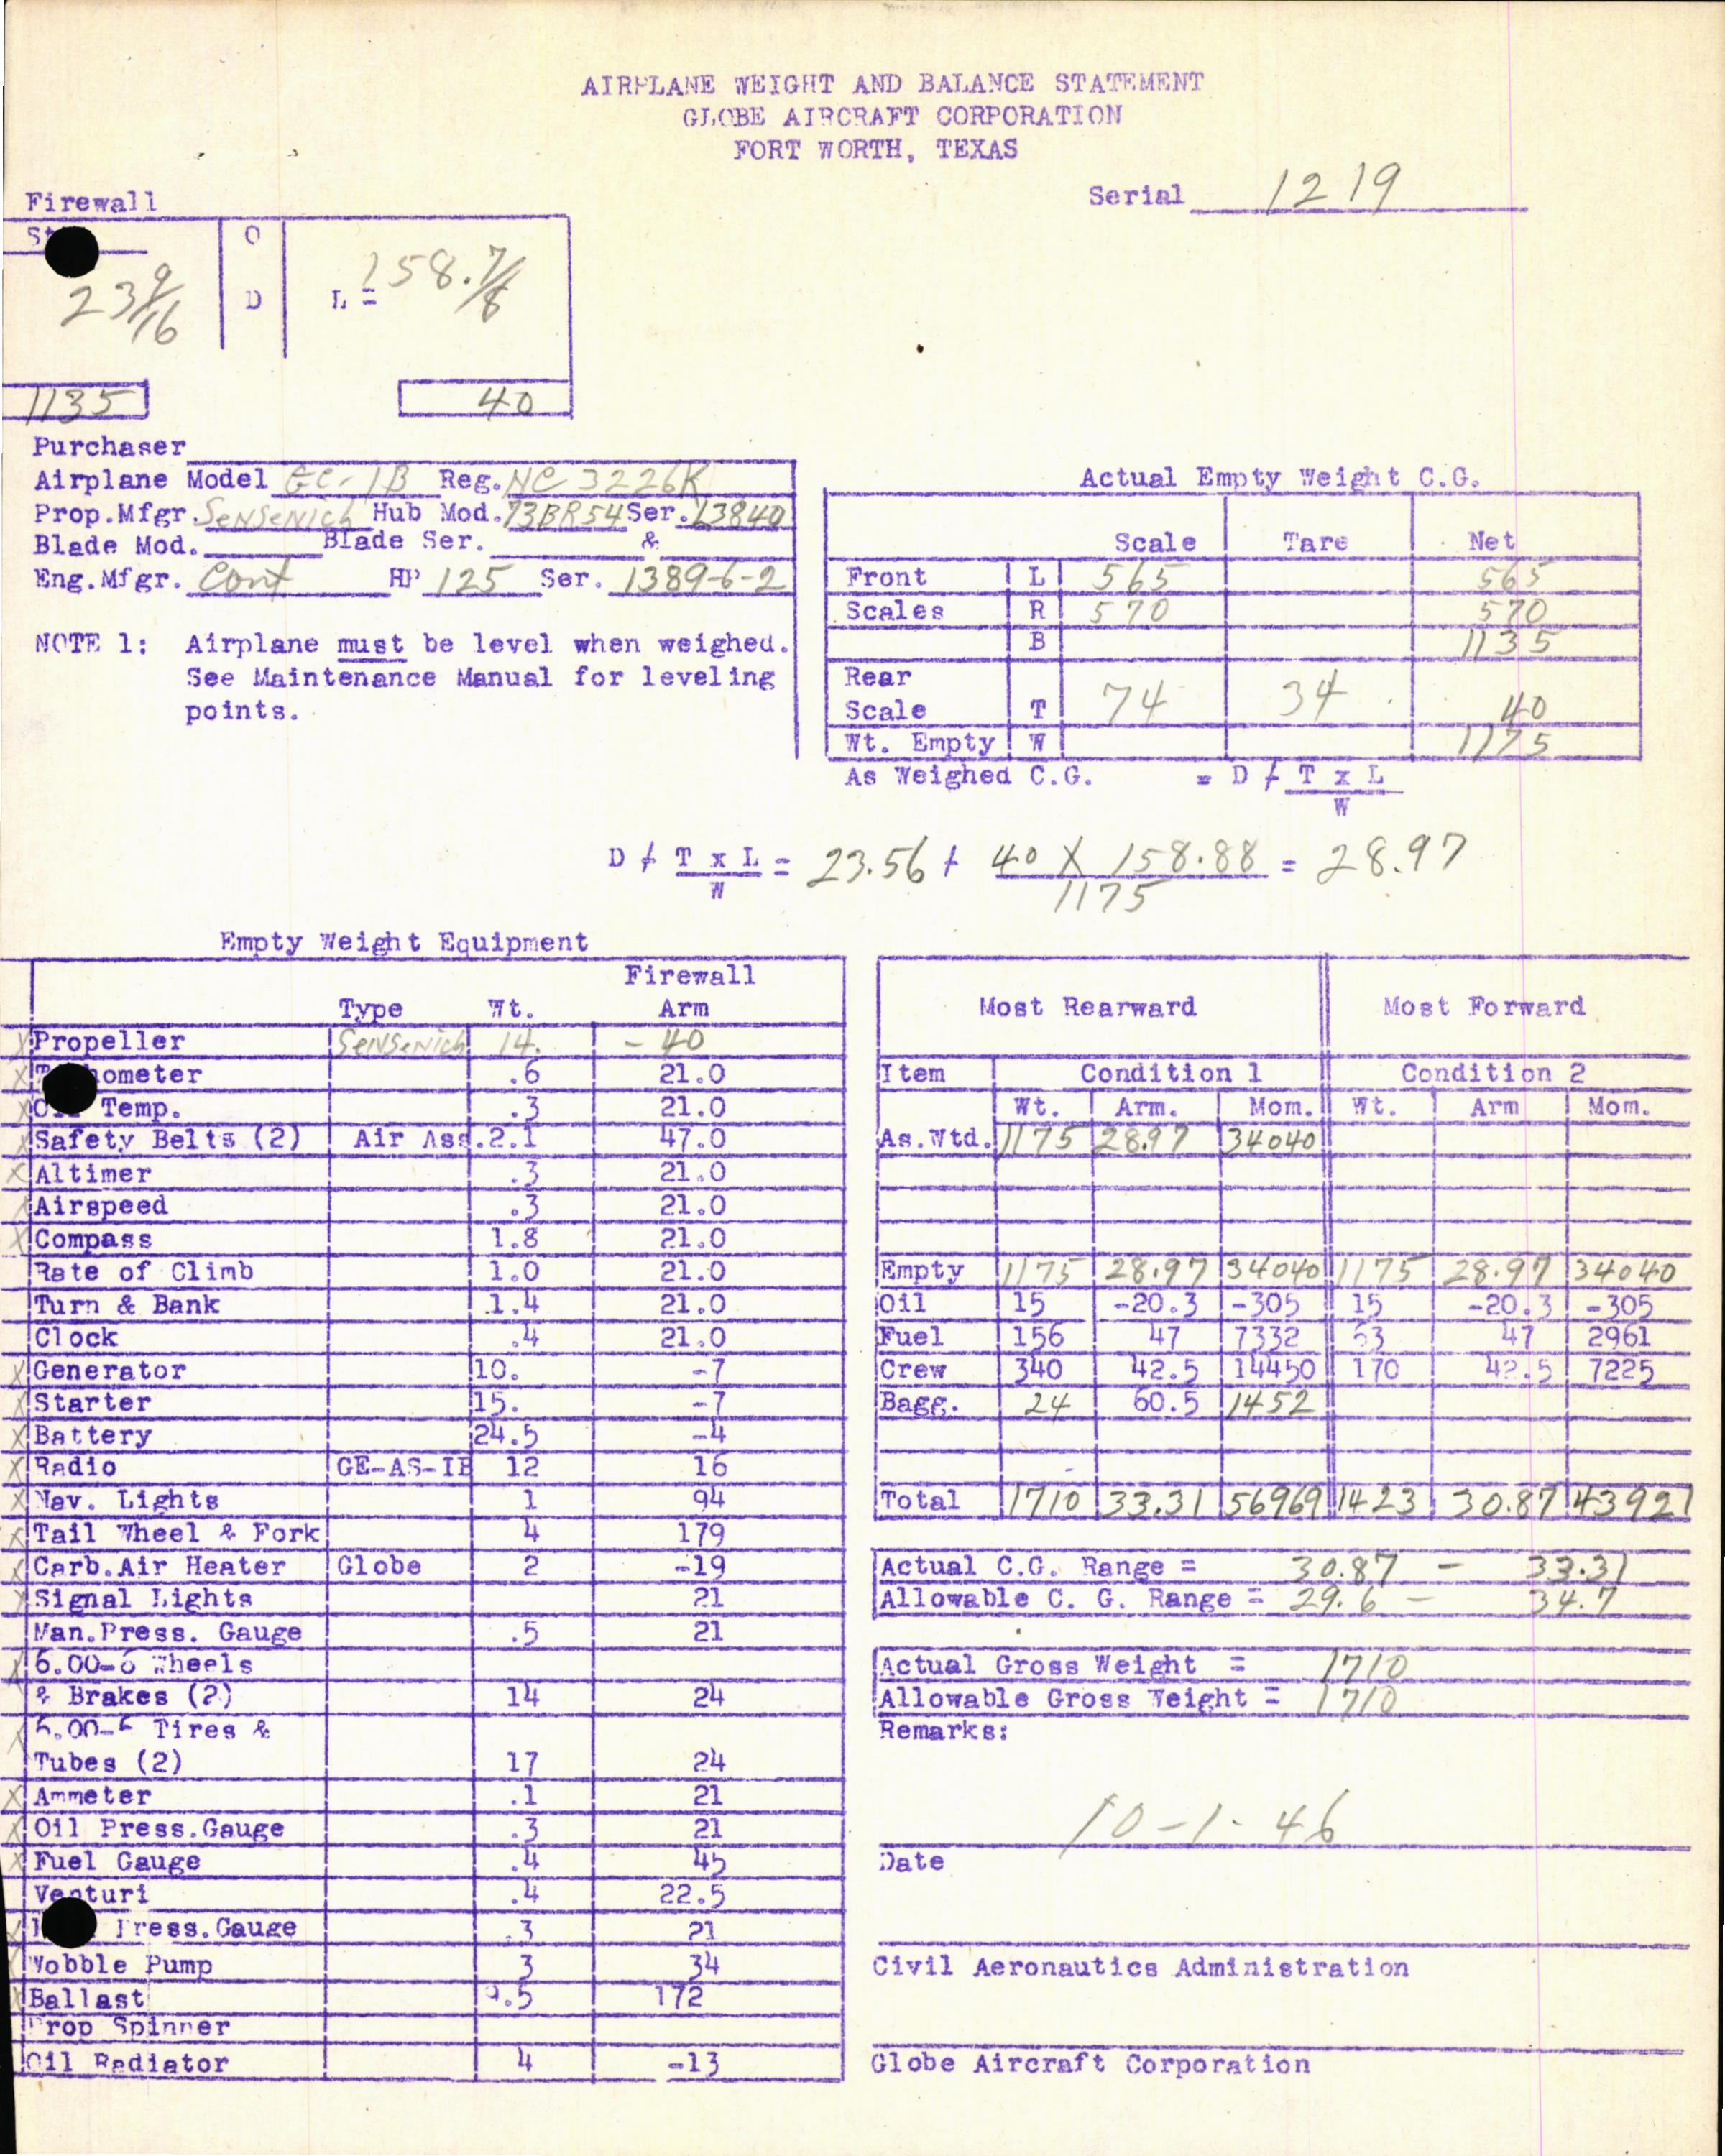 AIRPLANE WEIGHT AND BALANCE STATEMENT
GLOBE AIRCRAFT CORPORATION
FORT WORTH, TEXAS
Serial 1219
Firewall
O
23 9/16 D L = 158.7/8
1135 40
Purchaser
Airplane Model GC-1B Reg. NC 3226K
Prop.Mfgr. Sensenich Hub Mod. 73BR54 Ser. L3840
Blade Mod. Blade Ser. &
Eng.Mfgr. Cont HP 125 Ser. 1389-6-2
NOTE 1: Airplane must be level when weighed.
See Maintenance Manual for leveling
points.
Actual Empty Weight C.G.
Scale Tare Net
Front L 565 565
Scales R 570 570
B 1135
Rear
Scale T 74 34 40
Wt. Empty W 1175
As Weighed C.G. = D + T x L
W
D + T x L = 23.56 + 40 X 158.88 = 28.97
W 1175
Empty Weight Equipment
Firewall
Type Wt. Arm
X Propeller Sensenich 14. -40
X ometer .6 21.0
X Temp. .3 21.0
X Safety Belts (2) Air Ass. 2.1 47.0
X Altimer .3 21.0
X Airspeed .3 21.0
X Compass 1.8 21.0
Rate of Climb 1.0 21.0
Turn & Bank 1.4 21.0
Clock .4 21.0
X Generator 10. -7
X Starter 15. -7
X Battery 24.5 -4
X Radio GE-AS-1B 12 16
X Nav. Lights 1 94
X Tail Wheel & Fork 4 179
X Carb.Air Heater Globe 2 -19
X Signal Lights 21
Man.Press. Gauge .5 21
X 6.00-6 Wheels
& Brakes (2) 14 24
X 6.00-6 Tires &
Tubes (2) 17 24
X Ammeter .1 21
X Oil Press.Gauge .3 21
X Fuel Gauge .4 45
Venturi .4 22.5
X Press.Gauge .3 21
X Wobble Pump 3 34
X Ballast 9.5 172
Prop Spinner
Oil Radiator 4 -13
Most Rearward Most Forward
Item Condition 1 Condition 2
Wt. Arm. Mom. Wt. Arm Mom.
As.Wtd. 1175 28.97 34040
Empty 1175 28.97 34040 1175 28.97 34040
Oil 15 -20.3 -305 15 -20.3 -305
Fuel 156 47 7332 63 47 2961
Crew 340 42.5 14450 170 42.5 7225
Bagg. 24 60.5 1452
Total 1710 33.31 56969 1423 30.87 43921
Actual C.G. Range = 30.87 - 33.31
Allowable C. G. Range = 29.6 - 34.7
Actual Gross Weight = 1710
Allowable Gross Weight = 1710
Remarks:
10-1-46
Date
Civil Aeronautics Administration
Globe Aircraft Corporation